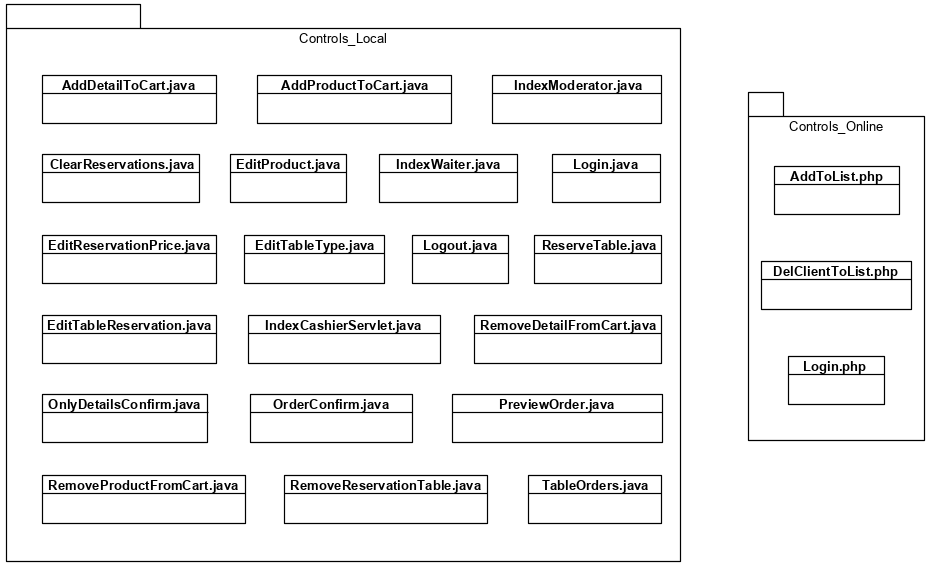 Controls_Local
AddDetailToCart.java
AddProductToCart.java
IndexModerator.java
ClearReservations.java
EditProduct.java
IndexWaiter.java
Login.java
EditReservationPrice.java
EditTableType.java
Logout.java
ReserveTable.java
EditTableReservation.java
IndexCashierServlet.java
RemoveDetailFromCart.java
OnlyDetailsConfirm.java
OrderConfirm.java
PreviewOrder.java
RemoveProductFromCart.java
RemoveReservationTable.java
TableOrders.java
Controls_Online
AddToList.php
DelClientToList.php
Login.php